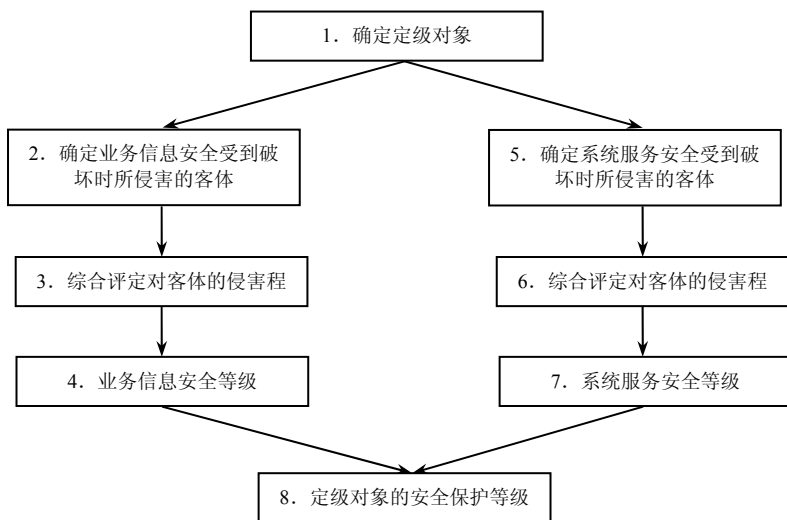 1．确定定级对象
2．确定业务信息安全受到破
坏时所侵害的客体
5．确定系统服务安全受到破
坏时所侵害的客体
3．综合评定对客体的侵害程
6．综合评定对客体的侵害程
4．业务信息安全等级
7．系统服务安全等级
8．定级对象的安全保护等级